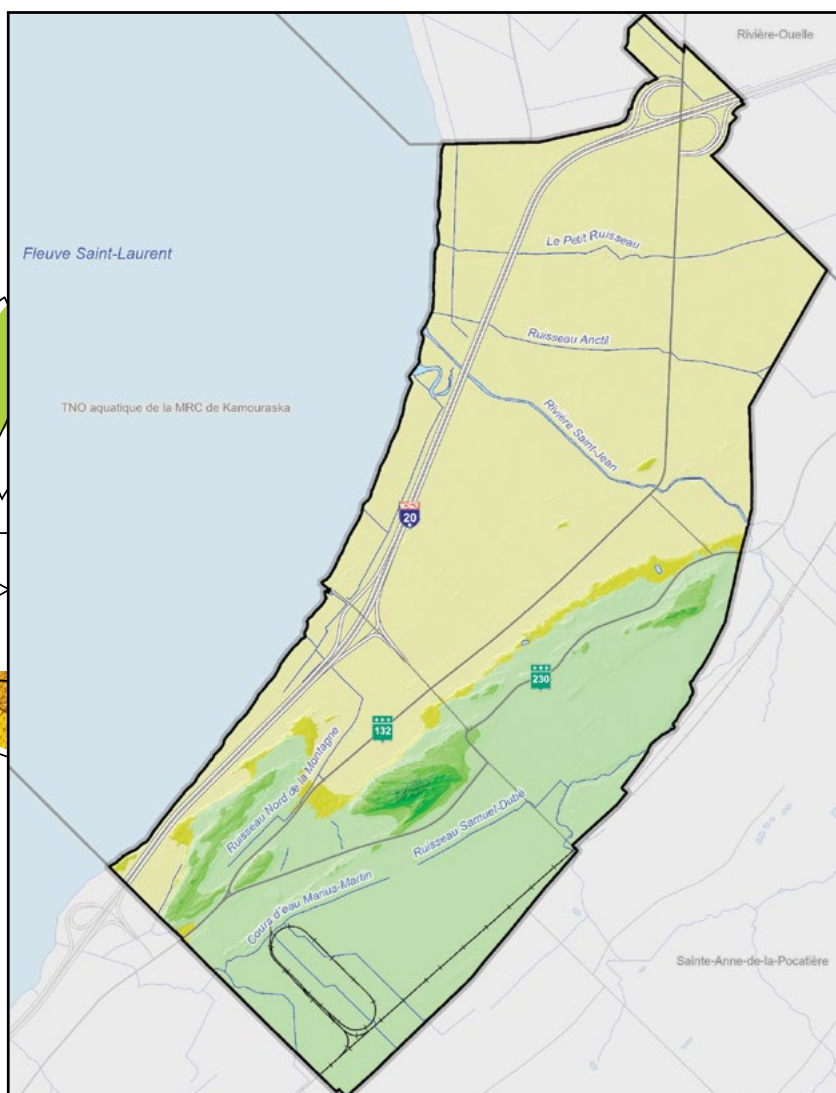 Rivière-Ouelle
Le Petit Ruisseau
Fleuve Saint-Laurent
Ruisseau Anctil
TNO aquatique de la MRC de Kamouraska
Rivière Saint-Jean
20
230
132
Ruisseau Nord de la Montagne
Ruisseau Samuel-Dubé
Cours d'eau Marius-Martin
Sainte-Anne-de-la-Pocatière